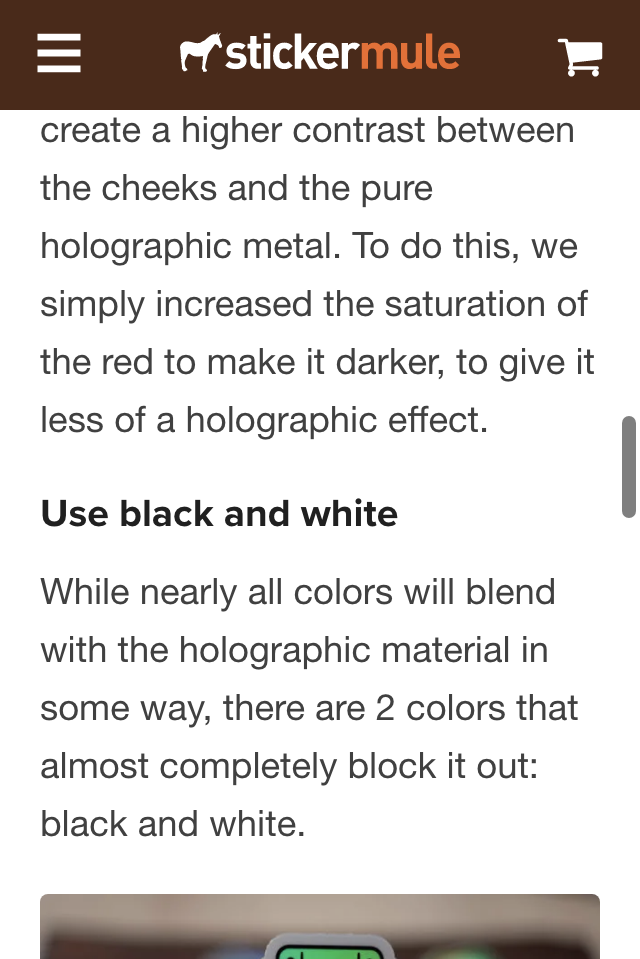 stickermule
create a higher contrast between
the cheeks and the pure
holographic metal. To do this, we
simply increased the saturation of
the red to make it darker, to give it
less of a holographic effect.
Use black and white
While nearly all colors will blend
with the holographic material in
some way, there are 2 colors that
almost completely block it out:
black and white.